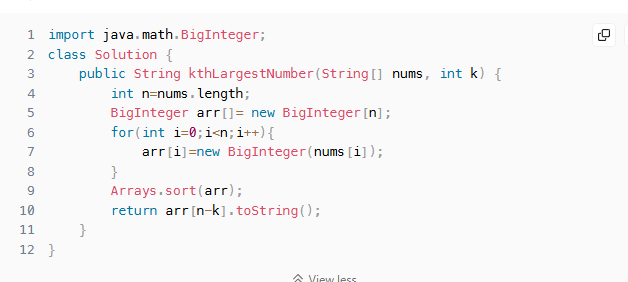 1 import java.math.BigInteger;
2 class Solution {
3     public String kthLargestNumber(String[] nums, int k) {
4         int n=nums.length;
5         BigInteger arr[]= new BigInteger[n];
6         for(int i=0;i<n;i++){
7             arr[i]=new BigInteger(nums[i]);
8         }
9         Arrays.sort(arr);
10         return arr[n-k].toString();
11     }
12 }
View less